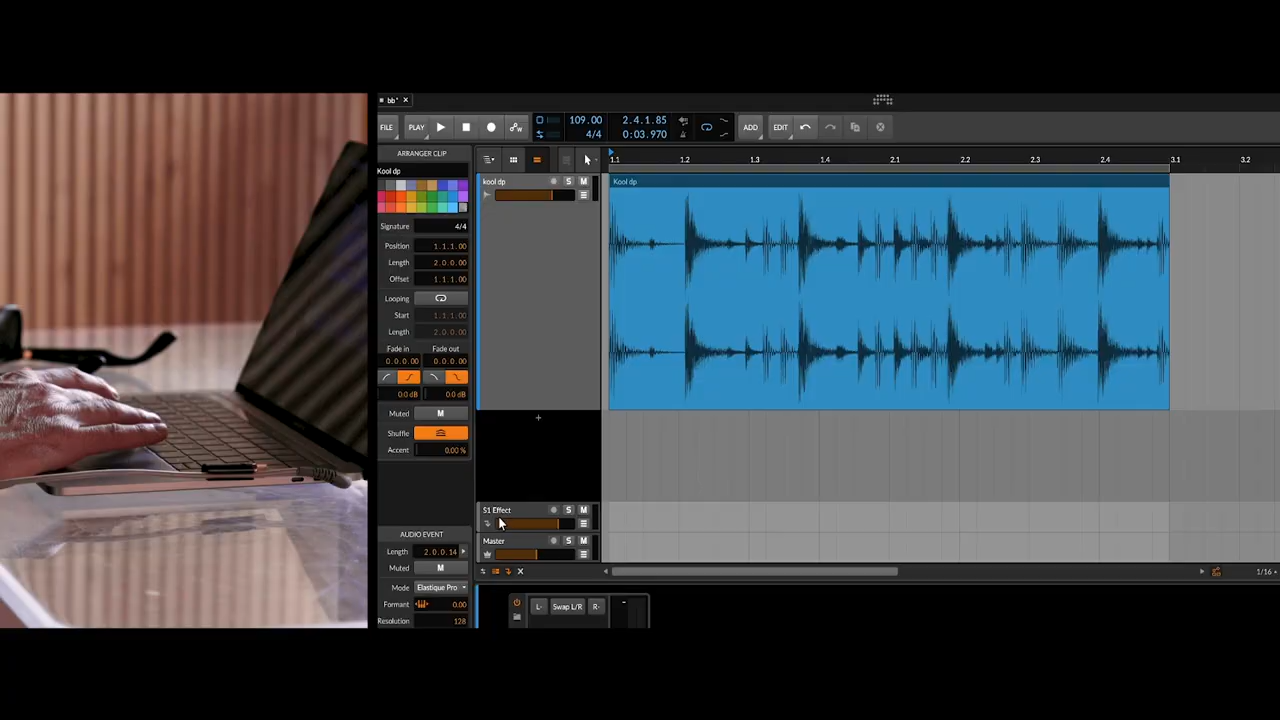 bb* ×
FILE PLAY 109.00 2.4.1.85 ADD EDIT
4/4 0:03.970
ARRANGER CLIP
1.1 1.2 1.3 1.4 2.1 2.2 2.3 2.4 3.1 3.2
Kool dp
kool dp S M
Kool dp
Signature 4/4
Position 1.1.1.00
Length 2.0.0.00
Offset 1.1.1.00
Looping
Start 1.1.1.00
Length 2.0.0.00
Fade in Fade out
0.0.0.00 0.0.0.00
0.0 dB 0.0 dB
Muted M
Shuffle
Accent 0.00 %
+
S1 Effect S M
AUDIO EVENT
Master S M
Length 2.0.0.14
Muted M
1/16
Mode Elastique Pro
Formant 0.00
L- Swap L/R R- -
Resolution 128